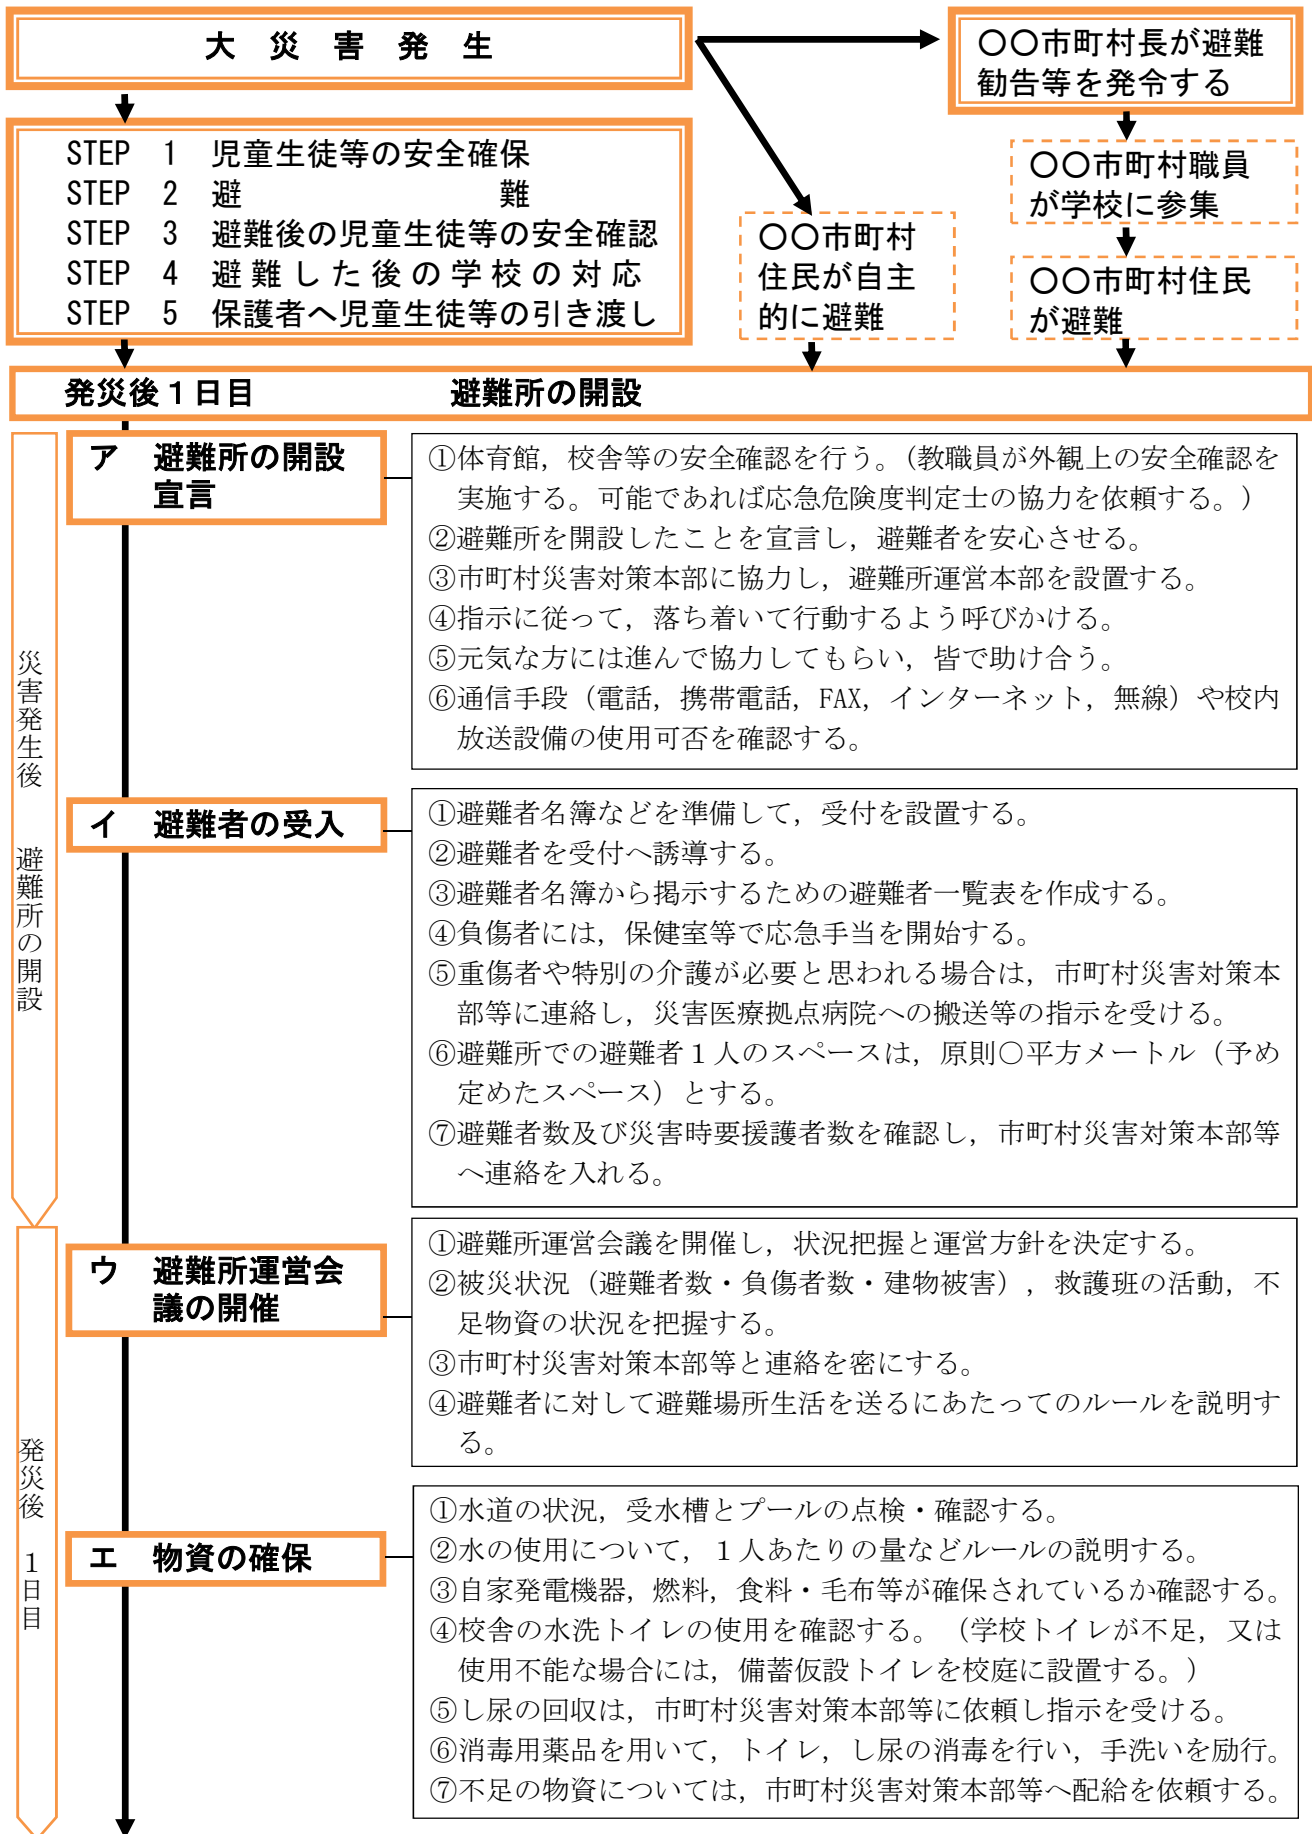 大　災　害　発　生
〇〇市町村長が避難
勧告等を発令する
STEP　1　児童生徒等の安全確保
STEP　2　避　　　　　　　　難
STEP　3　避難後の児童生徒等の安全確認
STEP　4　避難した後の学校の対応
STEP　5　保護者へ児童生徒等の引き渡し
〇〇市町村
住民が自主
的に避難
〇〇市町村職員
が学校に参集
〇〇市町村住民
が避難
発災後１日目　　　　　　避難所の開設
災害発生後　避難所の開設
ア　避難所の開設
宣言
①体育館，校舎等の安全確認を行う。（教職員が外観上の安全確認を
実施する。可能であれば応急危険度判定士の協力を依頼する。）
②避難所を開設したことを宣言し，避難者を安心させる。
③市町村災害対策本部に協力し，避難所運営本部を設置する。
④指示に従って，落ち着いて行動するよう呼びかける。
⑤元気な方には進んで協力してもらい，皆で助け合う。
⑥通信手段（電話，携帯電話，FAX，インターネット，無線）や校内
放送設備の使用可否を確認する。
イ　避難者の受入
①避難者名簿などを準備して，受付を設置する。
②避難者を受付へ誘導する。
③避難者名簿から掲示するための避難者一覧表を作成する。
④負傷者には，保健室等で応急手当を開始する。
⑤重傷者や特別の介護が必要と思われる場合は，市町村災害対策本
部等に連絡し，災害医療拠点病院への搬送等の指示を受ける。
⑥避難所での避難者１人のスペースは，原則〇平方メートル（予め
定めたスペース）とする。
⑦避難者数及び災害時要援護者数を確認し，市町村災害対策本部等
へ連絡を入れる。
発災後　１日目
ウ　避難所運営会
議の開催
①避難所運営会議を開催し，状況把握と運営方針を決定する。
②被災状況（避難者数・負傷者数・建物被害），救護班の活動，不
足物資の状況を把握する。
③市町村災害対策本部等と連絡を密にする。
④避難者に対して避難場所生活を送るにあたってのルールを説明す
る。
エ　物資の確保
①水道の状況，受水槽とプールの点検・確認する。
②水の使用について，１人あたりの量などルールの説明する。
③自家発電機器，燃料，食料・毛布等が確保されているか確認する。
④校舎の水洗トイレの使用を確認する。（学校トイレが不足，又は
使用不能な場合には，備蓄仮設トイレを校庭に設置する。）
⑤し尿の回収は，市町村災害対策本部等に依頼し指示を受ける。
⑥消毒用薬品を用いて，トイレ，し尿の消毒を行い，手洗いを励行。
⑦不足の物資については，市町村災害対策本部等へ配給を依頼する。